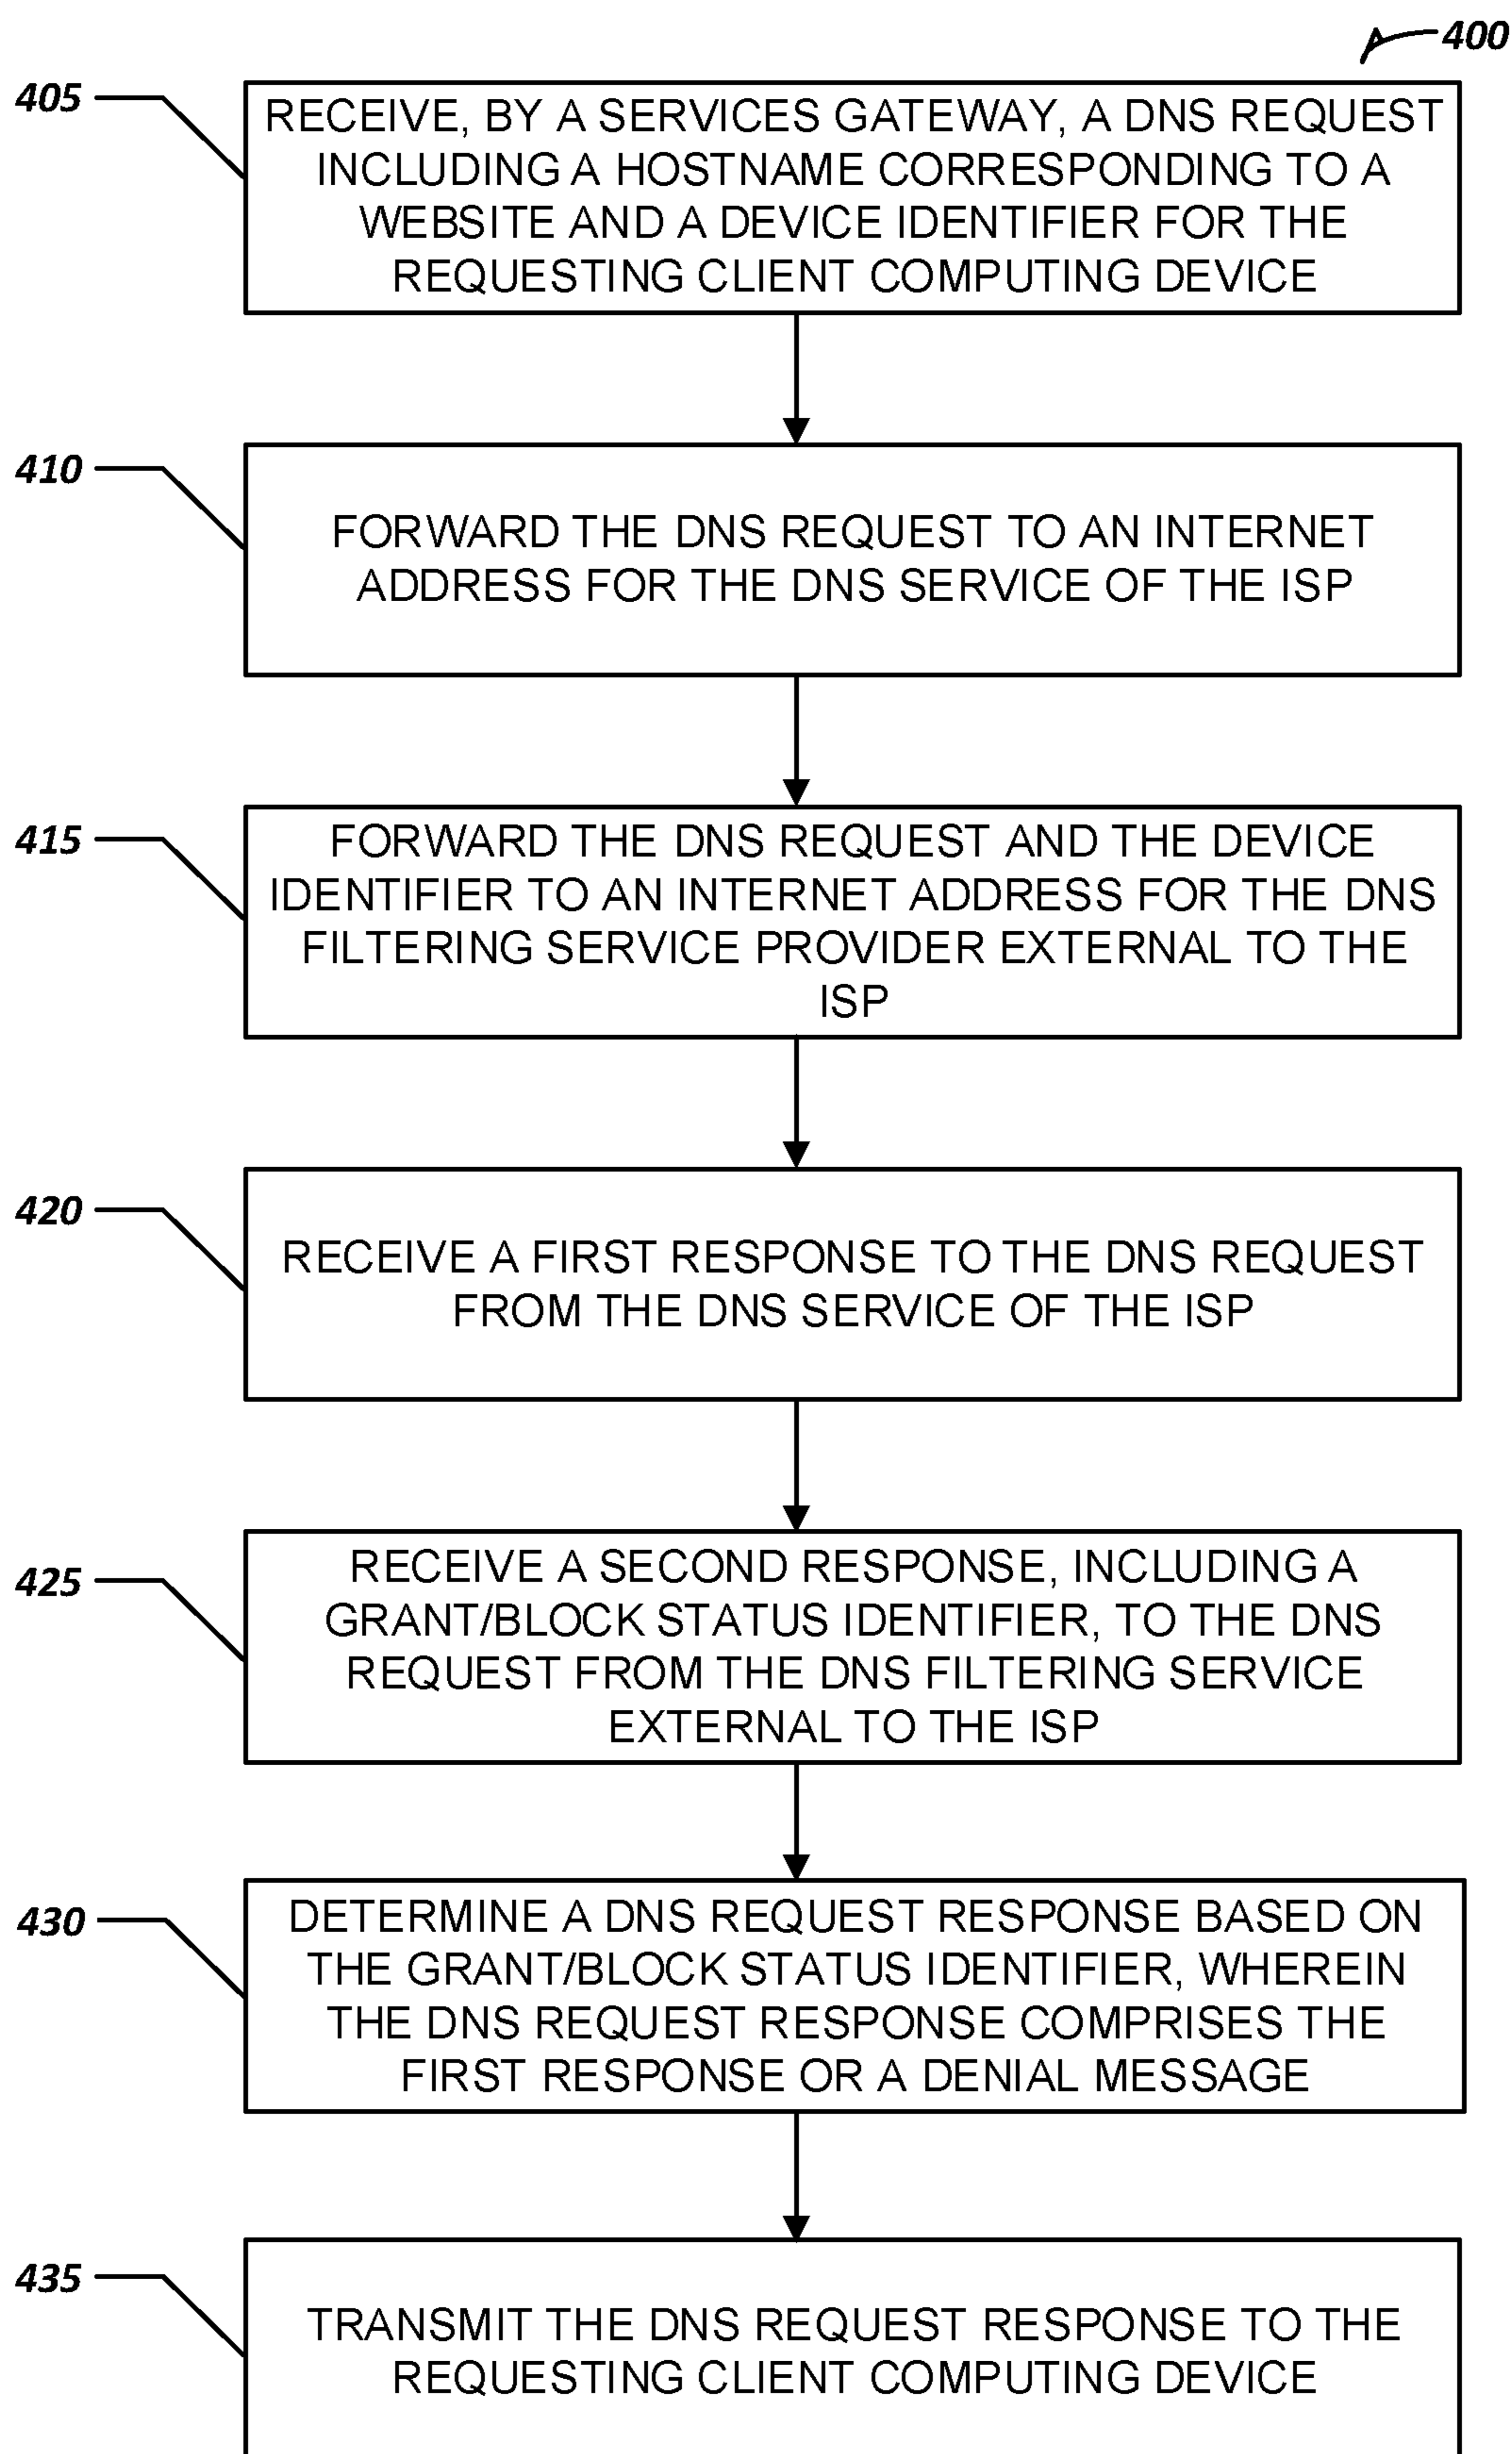 400
405
RECEIVE, BY A SERVICES GATEWAY, A DNS REQUEST
INCLUDING A HOSTNAME CORRESPONDING TO A
WEBSITE AND A DEVICE IDENTIFIER FOR THE
REQUESTING CLIENT COMPUTING DEVICE
410
FORWARD THE DNS REQUEST TO AN INTERNET
ADDRESS FOR THE DNS SERVICE OF THE ISP
415
FORWARD THE DNS REQUEST AND THE DEVICE
IDENTIFIER TO AN INTERNET ADDRESS FOR THE DNS
FILTERING SERVICE PROVIDER EXTERNAL TO THE
ISP
420
RECEIVE A FIRST RESPONSE TO THE DNS REQUEST
FROM THE DNS SERVICE OF THE ISP
425
RECEIVE A SECOND RESPONSE, INCLUDING A
GRANT/BLOCK STATUS IDENTIFIER, TO THE DNS
REQUEST FROM THE DNS FILTERING SERVICE
EXTERNAL TO THE ISP
430
DETERMINE A DNS REQUEST RESPONSE BASED ON
THE GRANT/BLOCK STATUS IDENTIFIER, WHEREIN
THE DNS REQUEST RESPONSE COMPRISES THE
FIRST RESPONSE OR A DENIAL MESSAGE
435
TRANSMIT THE DNS REQUEST RESPONSE TO THE
REQUESTING CLIENT COMPUTING DEVICE